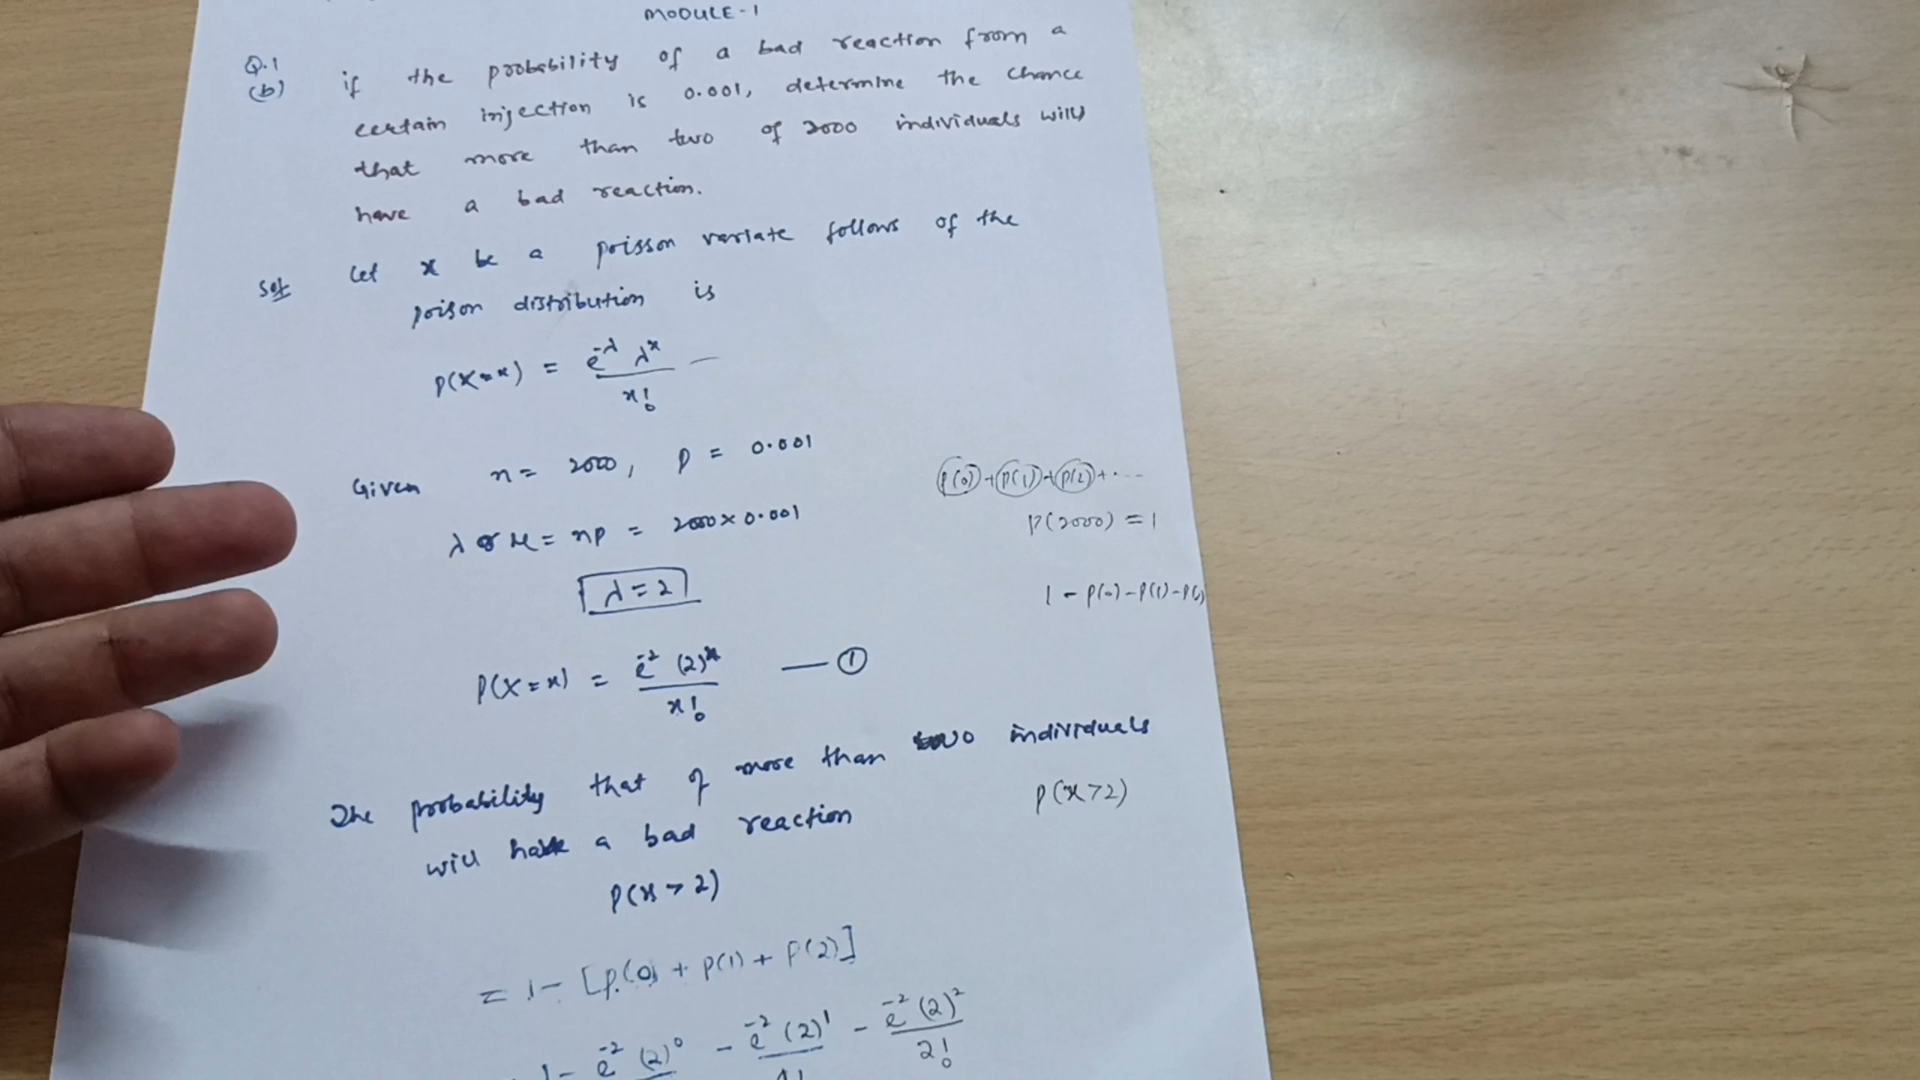 MODULE-1
Q.1
(b) if the probability of a bad reaction from a
certain injection is 0.001, determine the chance
that more than two of 2000 individuals will
have a bad reaction.
Sol Let x be a poisson variate follows of the
poison distribution is
P(X=x) = e^-λ λ^x / x!
Given n = 2000, p = 0.001
λ or μ = np = 2000 × 0.001
λ = 2
P(X=x) = e^-2 (2)^x / x! — ①
P(0) + P(1) + P(2) + ....
P(2000) = 1
1 - P(0) - P(1) - P(
The probability that of more than two individuals
will have a bad reaction
P(x > 2)
P(x > 2)
= 1 - [P(0) + P(1) + P(2)]
1 - e^-2 (2)^0 - e^-2 (2)^1 / 1! - e^-2 (2)^2 / 2!